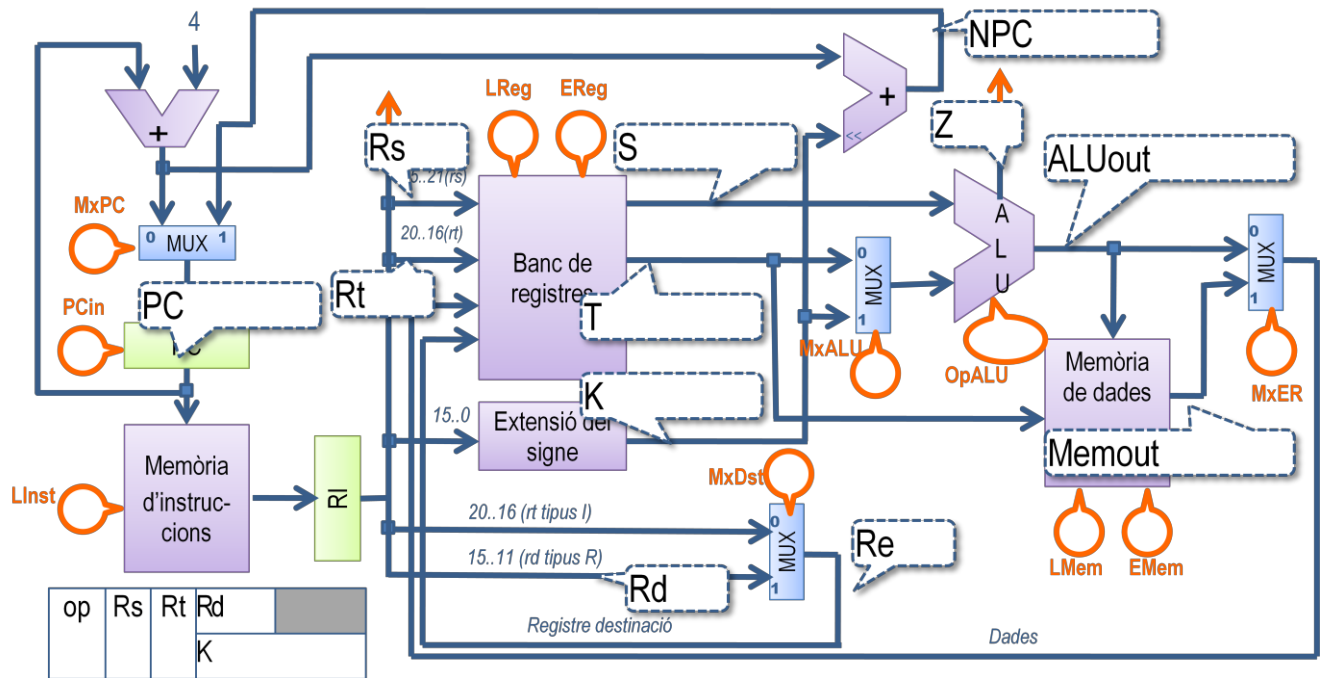 4
NPC
LReg
EReg
+
+
<<
Rs
S
Z
ALUout
5..21(rs)
MxPC
0
MUX
1
20..16(rt)
Banc de
registres
A
L
U
0
MUX
1
0
MUX
1
Rt
T
PCin
PC
MxALU
OpALU
Memòria
de dades
MxER
K
15..0
Extensió del
signe
Memout
Memòria
d'instruc-
cions
RI
LInst
MxDst
20..16 (rt tipus I)
0
MUX
1
Re
LMem
EMem
15..11 (rd tipus R)
Rd
op
Rs
Rt
Rd
K
Registre destinació
Dades